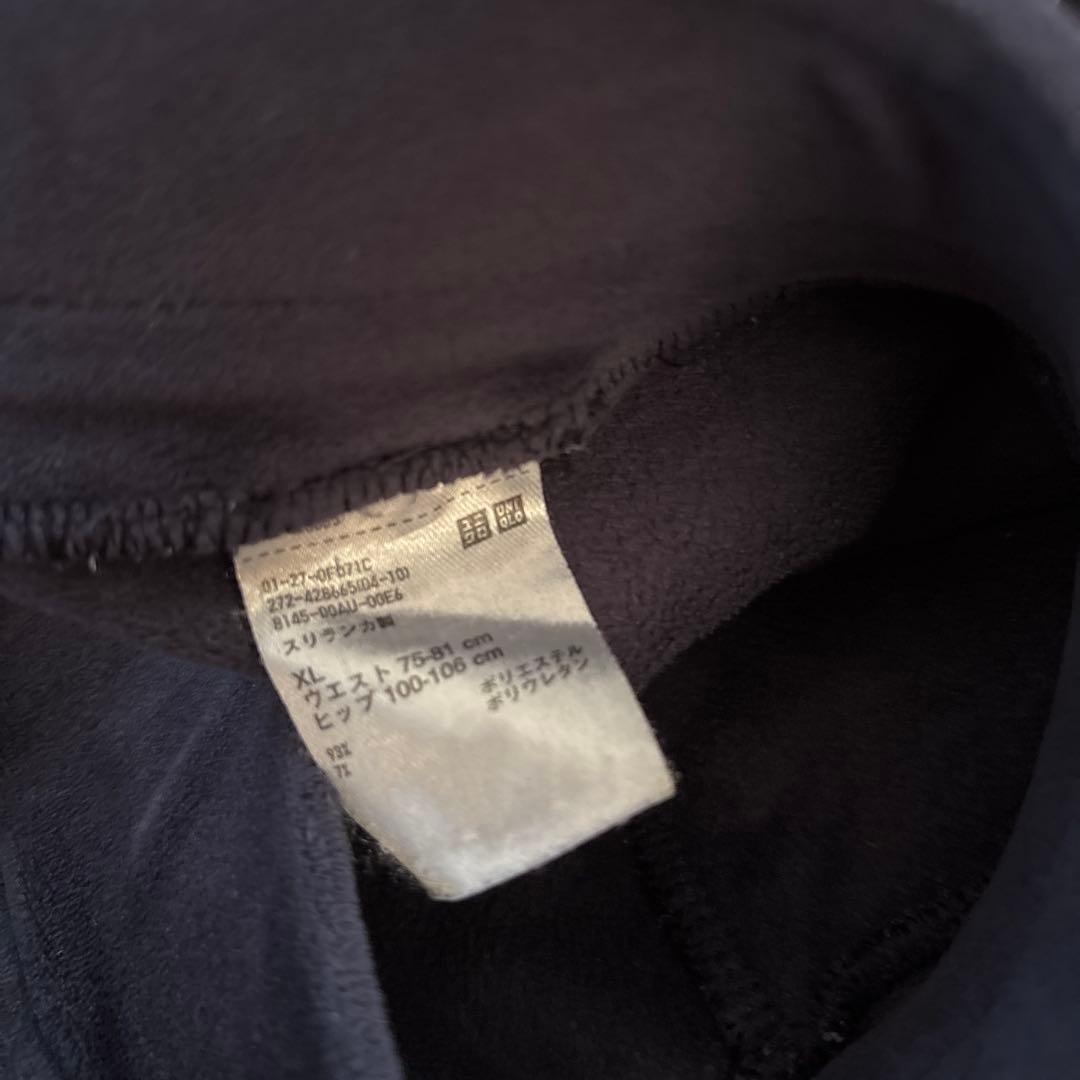 ユニ
クロ
UNI
QLO
01-27-0F071C
272-428665(04-10)
8145-00AU-00E6
スリランカ製
XL
ウエスト 75-81 cm
ヒップ 100-106 cm
ポリエステル
ポリウレタン
93%
7%